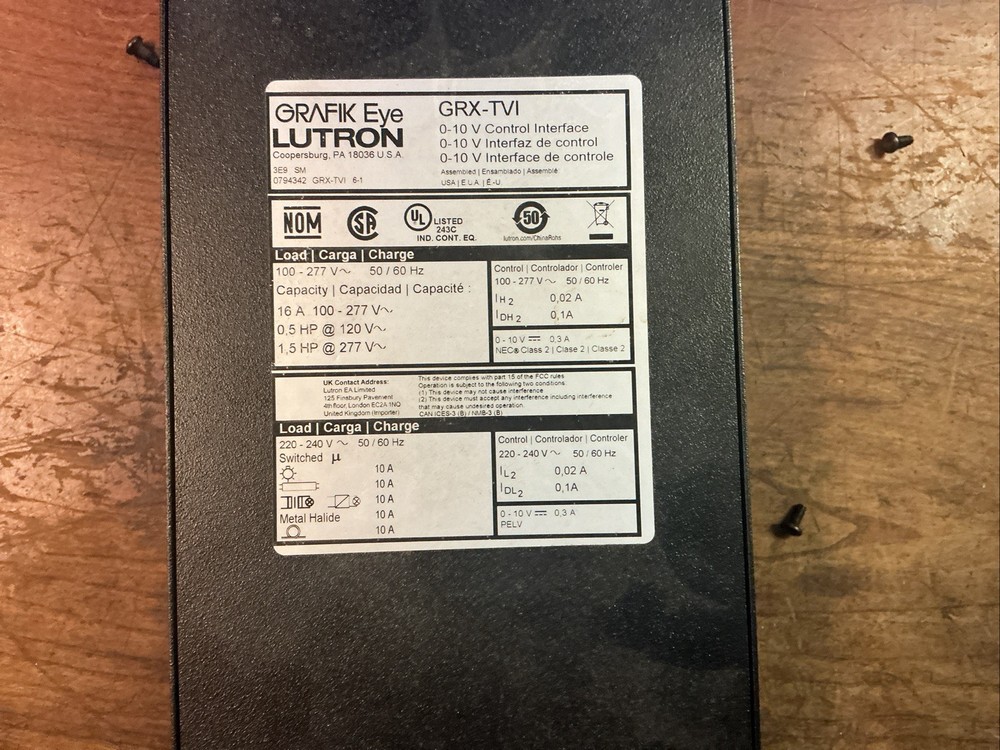 GRAFIK Eye
LUTRON
Coopersburg, PA 18036 U.S.A.
3E9 SM
0794342 GRX-TVI 6-1
GRX-TVI
0-10 V Control Interface
0-10 V Interfaz de control
0-10 V Interface de contrôle
Assembled | Ensamblado | Assemblé
USA | E.U.A. | É-U.
NOM
SA
UL LISTED
243C
IND. CONT. EQ.
50
lutron.com/ChinaRohs
Load | Carga | Charge
100 - 277 V~ 50 / 60 Hz
Capacity | Capacidad | Capacité :
16 A 100 - 277 V~
0,5 HP @ 120 V~
1,5 HP @ 277 V~
Control | Controlador | Controler
100-277 V~ 50 / 60 Hz
IH2 0,02 A
IDH2 0,1A
0 - 10 V ⎓ 0,3 A
NEC® Class 2 | Clase 2 | Classe 2
UK Contact Address:
Lutron EA Limited
125 Finsbury Pavement
4th floor, London EC2A 1NQ
United Kingdom (Importer)
This device complies with part 15 of the FCC rules
Operation is subject to the following two conditions
(1) This device may not cause interference
(2) This device must accept any interference including interference
that may cause undesired operation.
CAN ICES-3 (B) / NMB-3 (B)
Load | Carga | Charge
220 - 240 V ~ 50 / 60 Hz
Switched μ
10 A
10 A
10 A
Metal Halide 10 A
10 A
Control | Controlador | Controler
220 - 240 V~ 50 / 60 Hz
IL2 0,02 A
IDL2 0,1A
0 - 10 V ⎓ 0,3 A
PELV